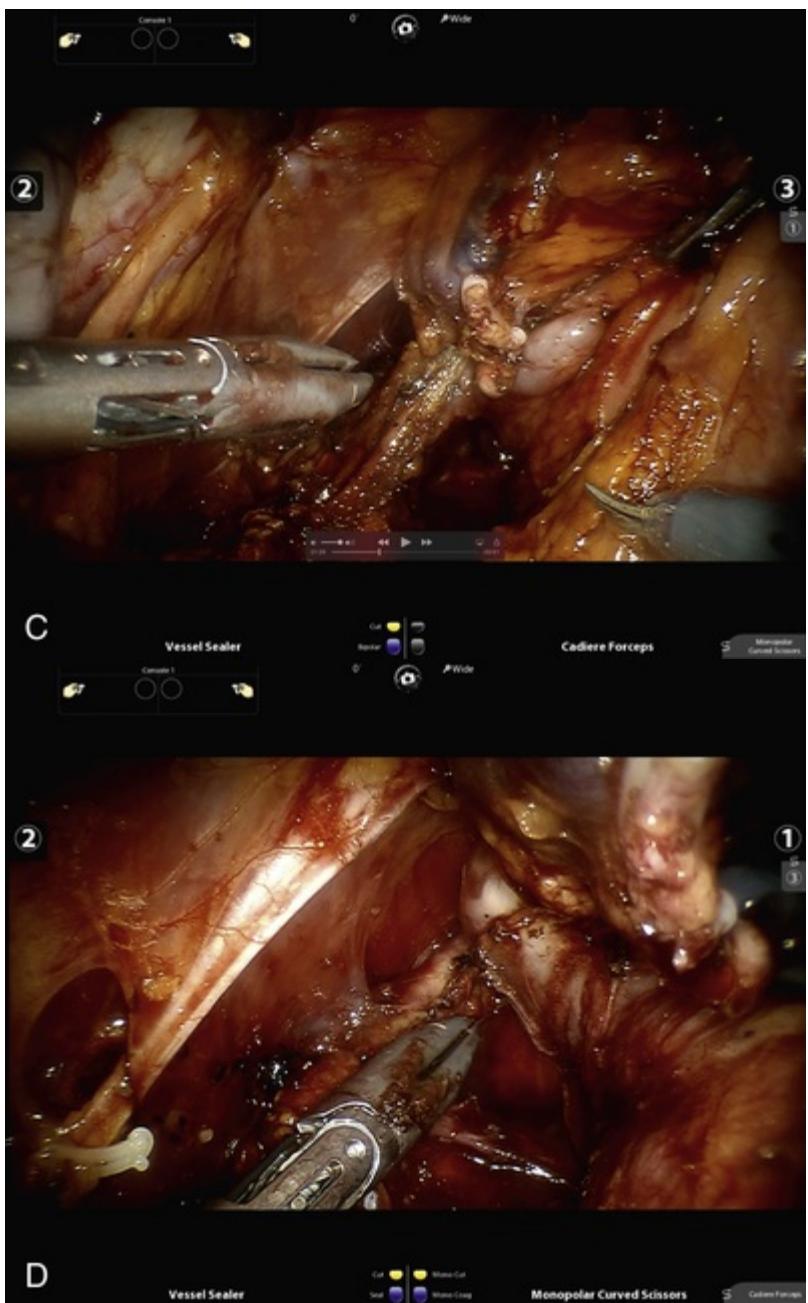 Console 1
0°
Wide
2
3
1
Cut
Bipolar
C
Vessel Sealer
Cadiere Forceps
Monopolar
Curved Scissors
Console 1
0°
Wide
2
1
3
Cut
Mono Cut
Seal
Mono Coag
D
Vessel Sealer
Monopolar Curved Scissors
Cadiere Forceps